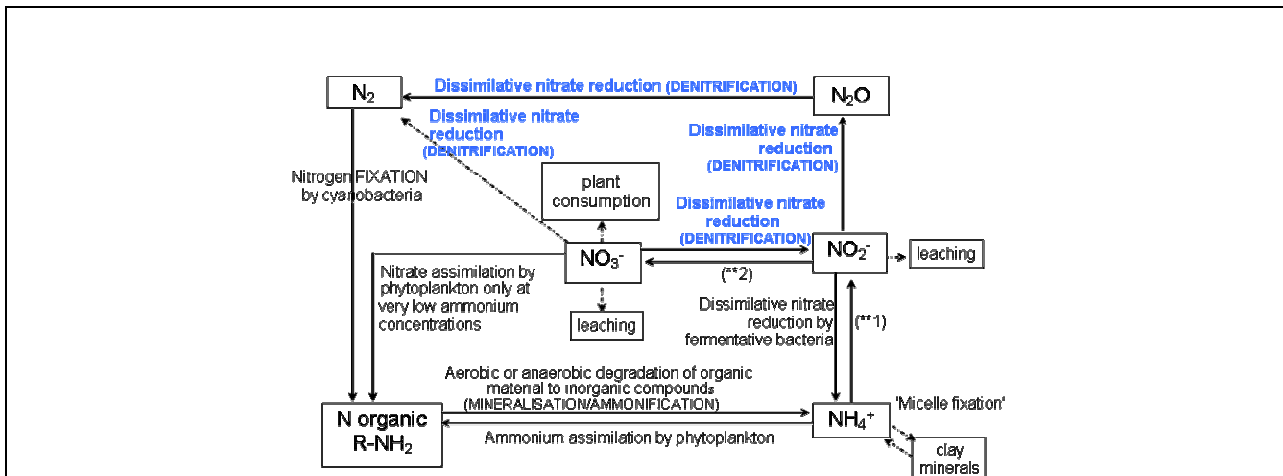 N2
Dissimilative nitrate reduction (DENITRIFICATION)
N2O
Dissimilative nitrate
reduction
(DENITRIFICATION)
Dissimilative nitrate
reduction
(DENITRIFICATION)
Nitrogen FIXATION
by cyanobacteria
plant
consumption
Dissimilative nitrate
reduction
(DENITRIFICATION)
NO3-
NO2-
leaching
(**2)
Nitrate assimilation by
phytoplankton only at
very low ammonium
concentrations
leaching
Dissimilative nitrate
reduction by
fermentative bacteria
(**1)
Aerobic or anaerobic degradation of organic
material to inorganic compounds
(MINERALISATION/AMMONIFICATION)
'Micelle fixation'
N organic
R-NH2
NH4+
Ammonium assimilation by phytoplankton
clay
minerals